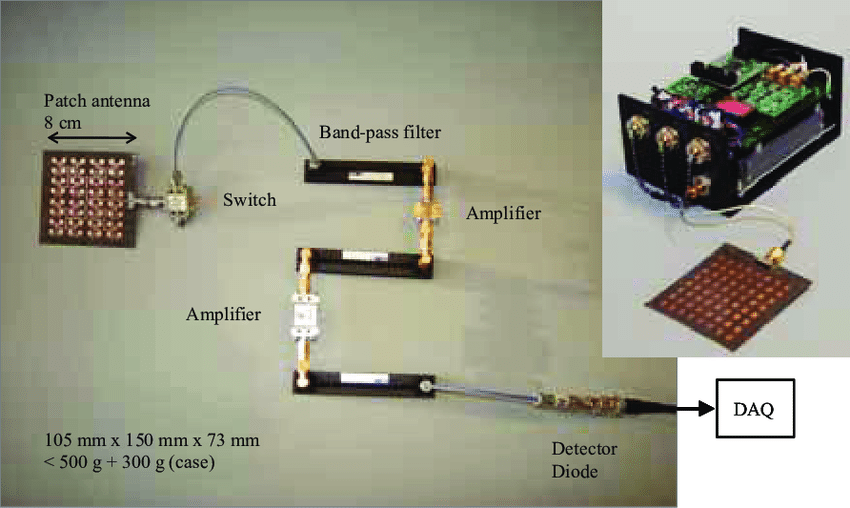 Patch antenna
8 cm
Band-pass filter
Switch
Amplifier
Amplifier
DAQ
Detector
Diode
105 mm x 150 mm x 73 mm
< 500 g + 300 g (case)